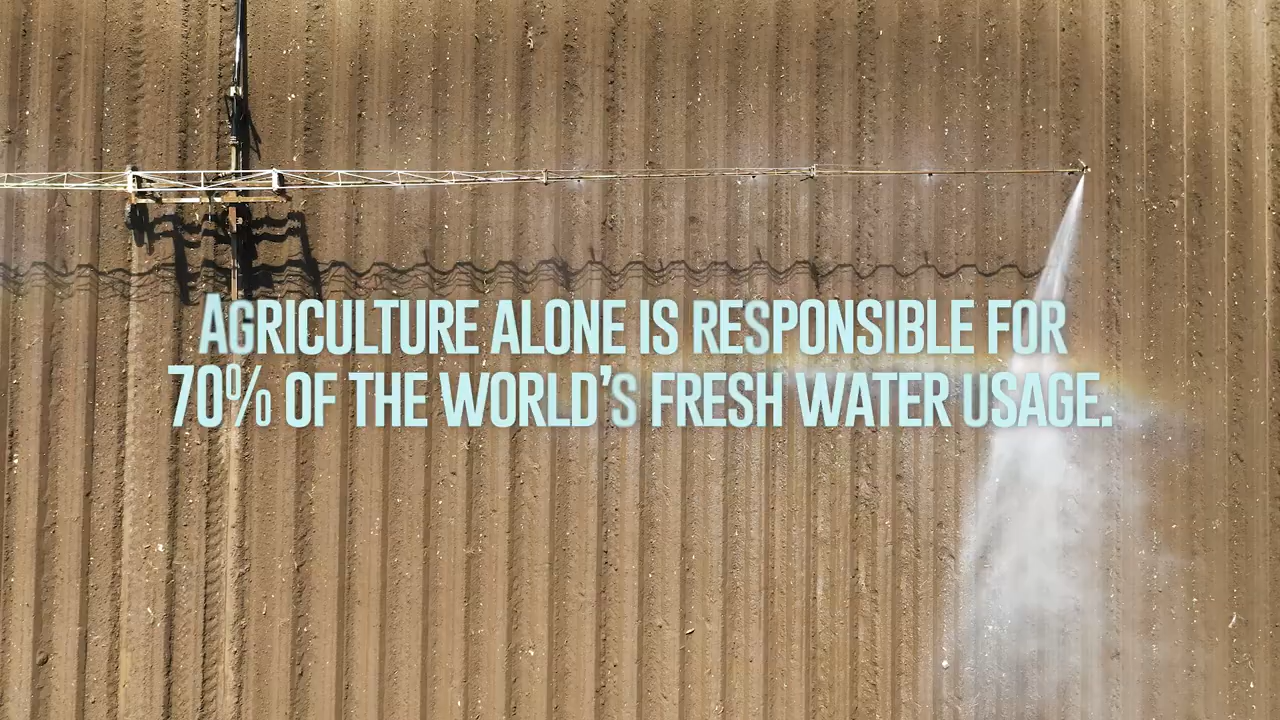 Agriculture alone is responsible for
70% of the world's fresh water usage.